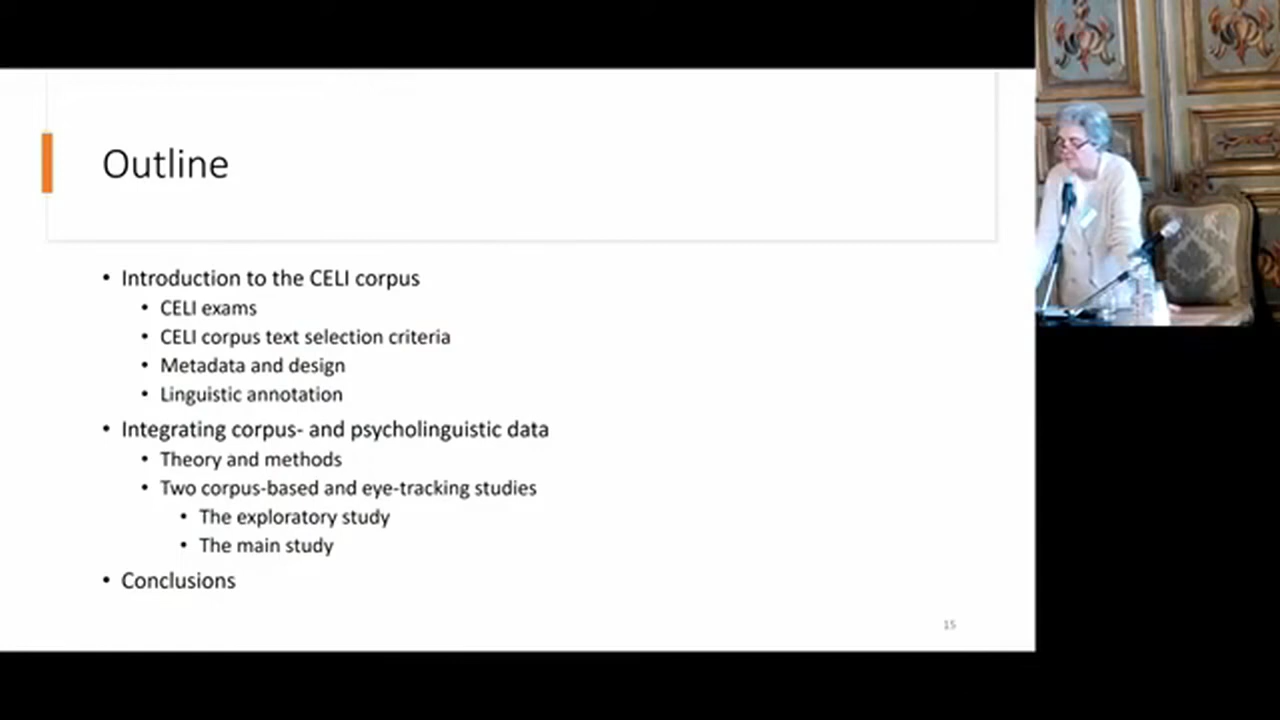 Outline
• Introduction to the CELI corpus
• CELI exams
• CELI corpus text selection criteria
• Metadata and design
• Linguistic annotation
• Integrating corpus- and psycholinguistic data
• Theory and methods
• Two corpus-based and eye-tracking studies
• The exploratory study
• The main study
• Conclusions
15